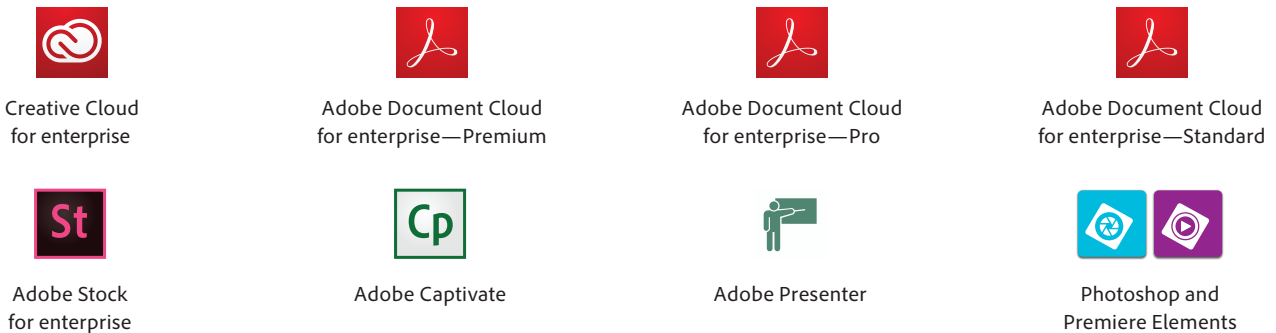 Creative Cloud
for enterprise
Adobe Document Cloud
for enterprise—Premium
Adobe Document Cloud
for enterprise—Pro
Adobe Document Cloud
for enterprise—Standard
St
Adobe Stock
for enterprise
Cp
Adobe Captivate
Adobe Presenter
Photoshop and
Premiere Elements